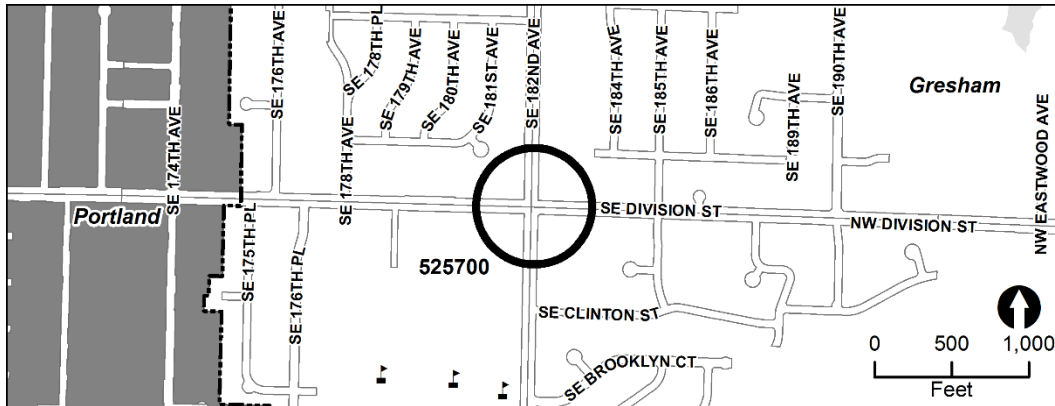 SE 176TH AVE
SE 178TH PL
SE 179TH AVE
SE 180TH AVE
SE 181ST AVE
SE 182ND AVE
SE 184TH AVE
SE 185TH AVE
SE 186TH AVE
SE 189TH AVE
SE 190TH AVE
Gresham
NW EASTWOOD AVE
SE 174TH AVE
SE 178TH AVE
Portland
SE DIVISION ST
NW DIVISION ST
SE 175TH PL
SE 176TH PL
525700
SE CLINTON ST
SE BROOKLYN CT
0 500 1,000
Feet